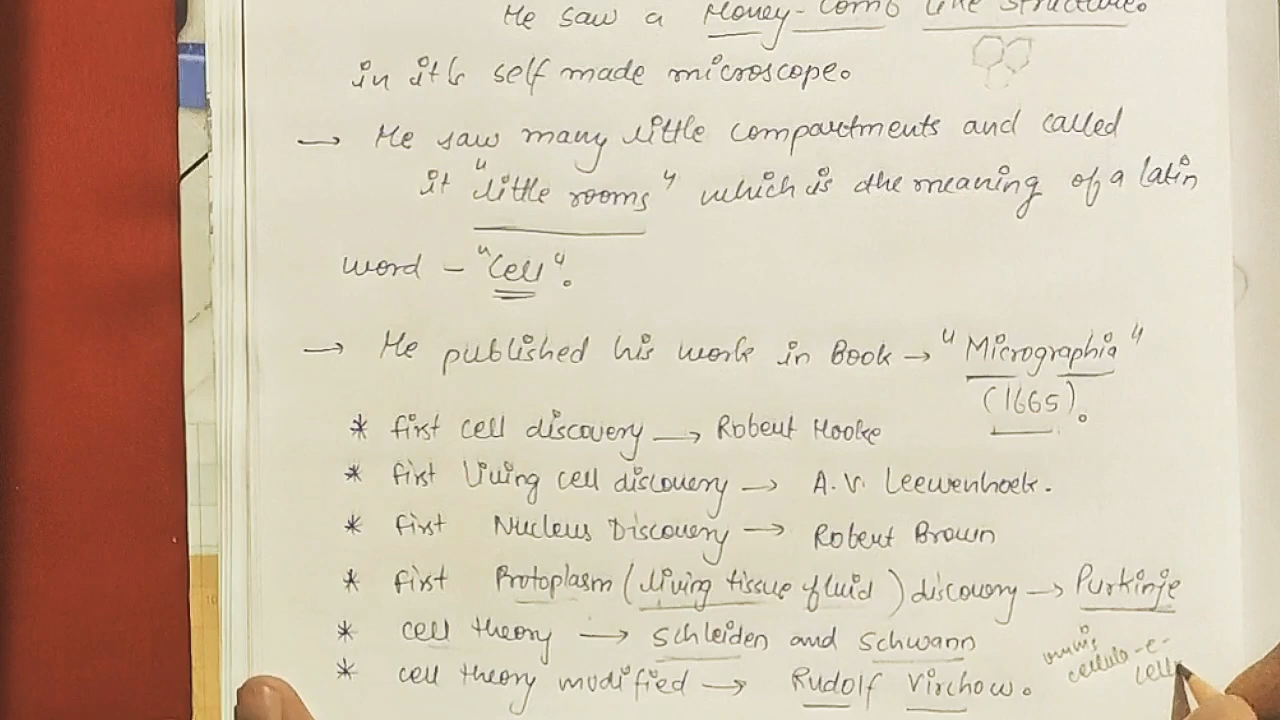 He saw a Honey-comb like structure.
in it's self made microscope.
→ He saw many little compartments and called
it "little rooms" which is the meaning of a latin
word - "Cell".
→ He published his work in Book → "Micrographia"
(1665).
* first cell discovery → Robert Hooke
* first living cell discovery → A.V. Leewenhoek.
* first Nucleus Discovery → Robert Brown
* first Protoplasm (living tissue fluid) discovery → Purkinje
* cell theory → Schleiden and Schwann
* cell theory modified → Rudolf Virchow.
omnis
cellula-e-
cell